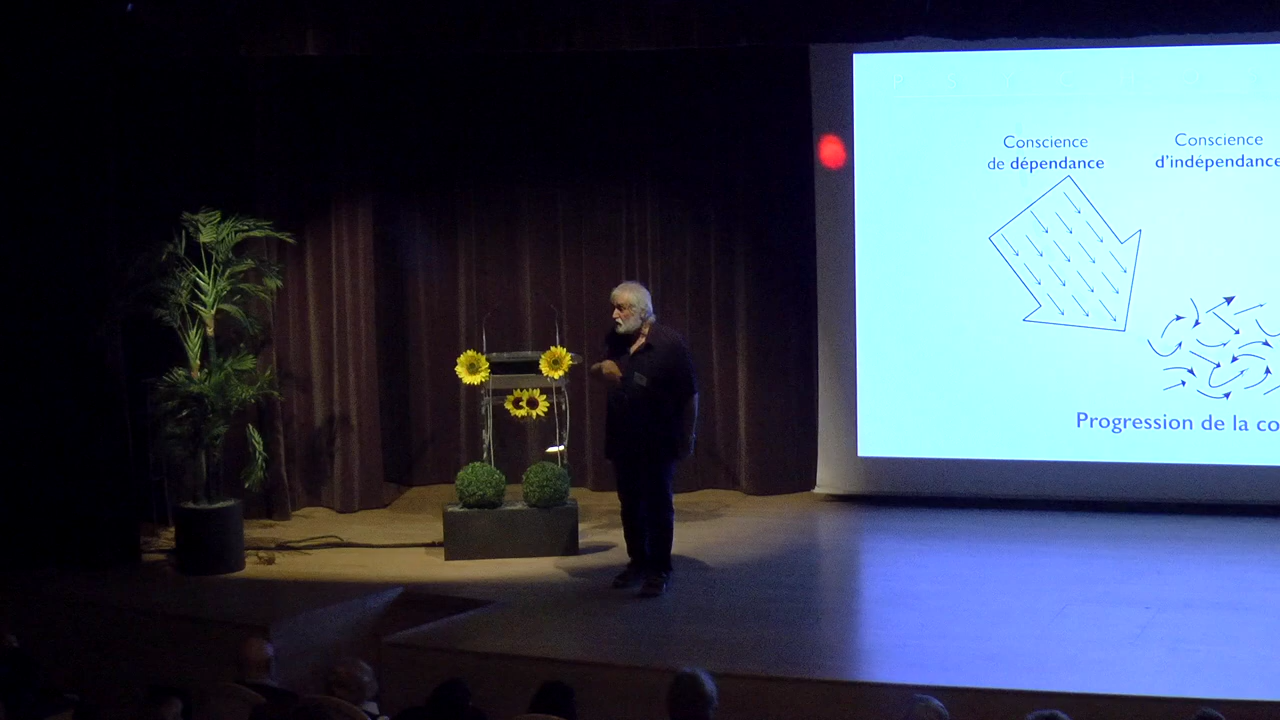 Conscience
de dépendance
Conscience
d'indépendance
Progression de la co